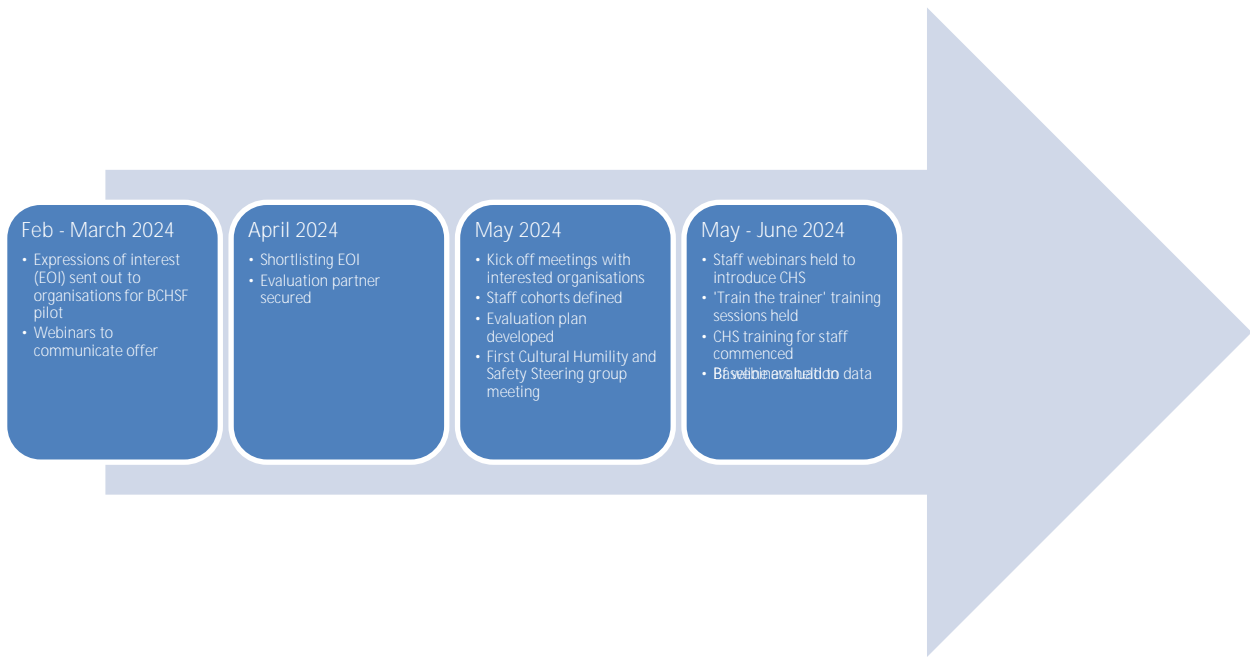 Feb - March 2024
• Expressions of interest
(EOI) sent out to
organisations for BCHSF
pilot
• Webinars to
communicate offer
April 2024
• Shortlisting EOI
• Evaluation partner
secured
May 2024
• Kick off meetings with
interested organisations
• Staff cohorts defined
• Evaluation plan
developed
• First Cultural Humility and
Safety Steering group
meeting
May - June 2024
• Staff webinars held to
introduce CHS
• 'Train the trainer' training
sessions held
• CHS training for staff
commenced
• Baseline evaluation data